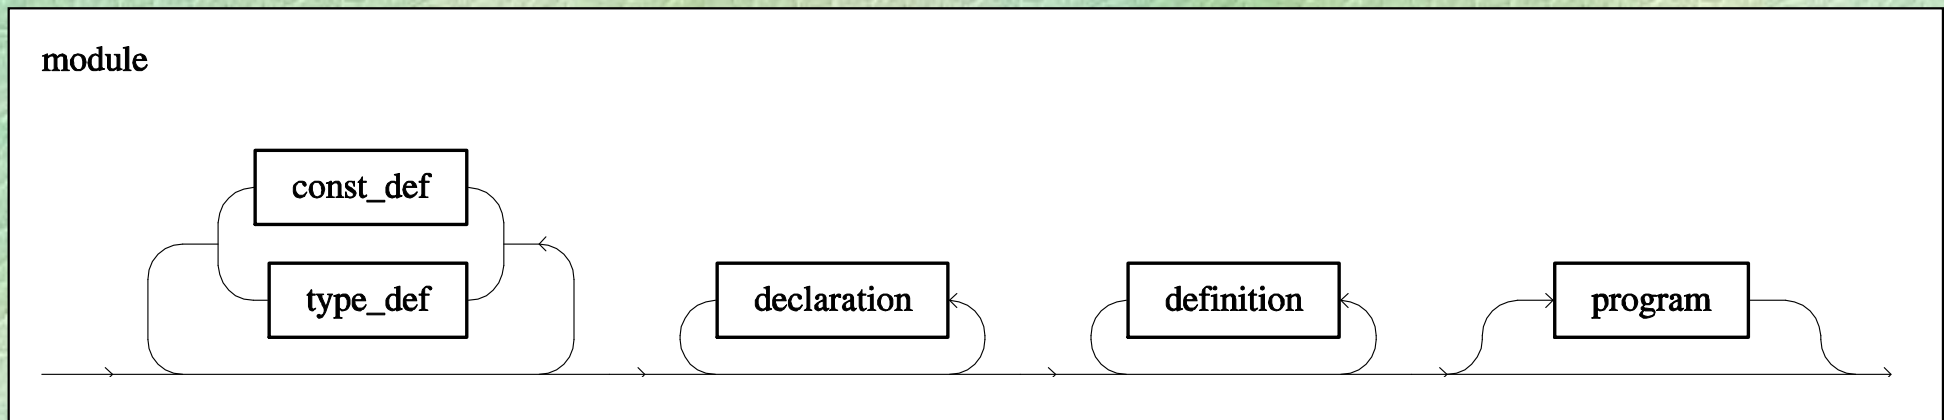 module
const_def
type_def
declaration
definition
program